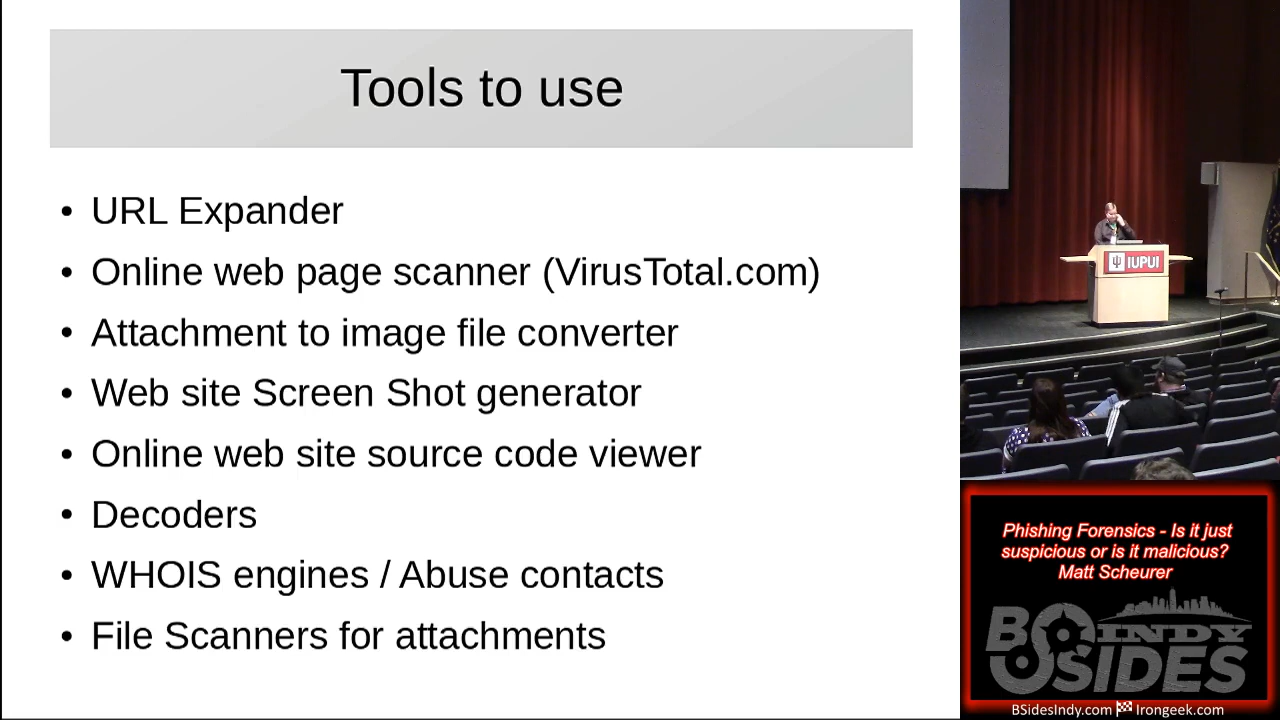 Tools to use
• URL Expander
• Online web page scanner (VirusTotal.com)
• Attachment to image file converter
• Web site Screen Shot generator
• Online web site source code viewer
• Decoders
• WHOIS engines / Abuse contacts
• File Scanners for attachments
IUPUI
Phishing Forensics - Is it just
suspicious or is it malicious?
Matt Scheurer
BSIDES
INDY
BSidesIndy.com Irongeek.com